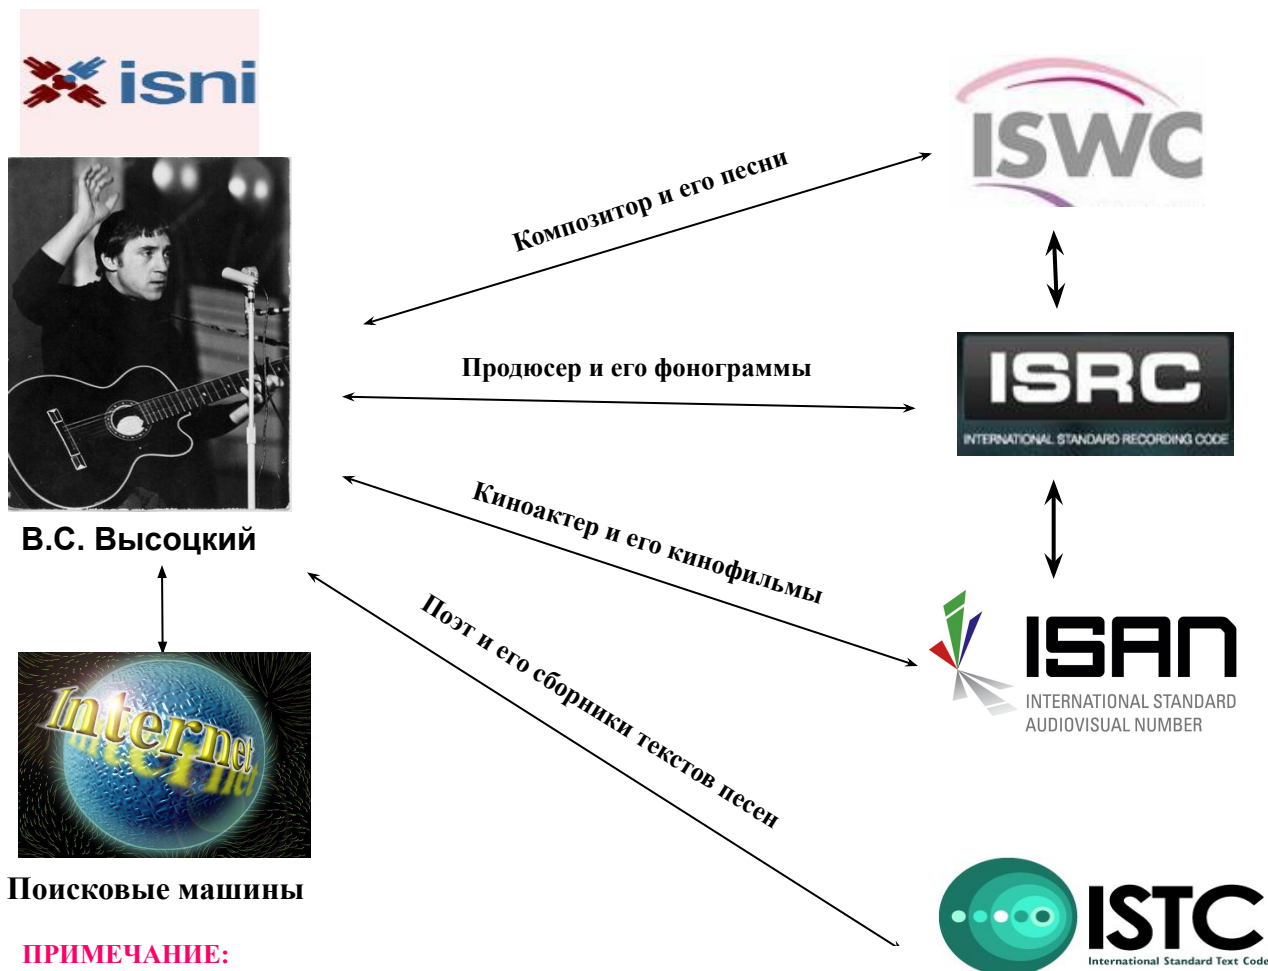 isni
ISWC
Композитор и его песни
Продюсер и его фонограммы
ISRC
INTERNATIONAL STANDARD RECORDING CODE
Киноактер и его кинофильмы
В.С. Высоцкий
Поэт и его сборники текстов песен
ISAN
INTERNATIONAL STANDARD
AUDIOVISUAL NUMBER
Internet
Internet
Поисковые машины
ISTC
International Standard Text Code
ПРИМЕЧАНИЕ: